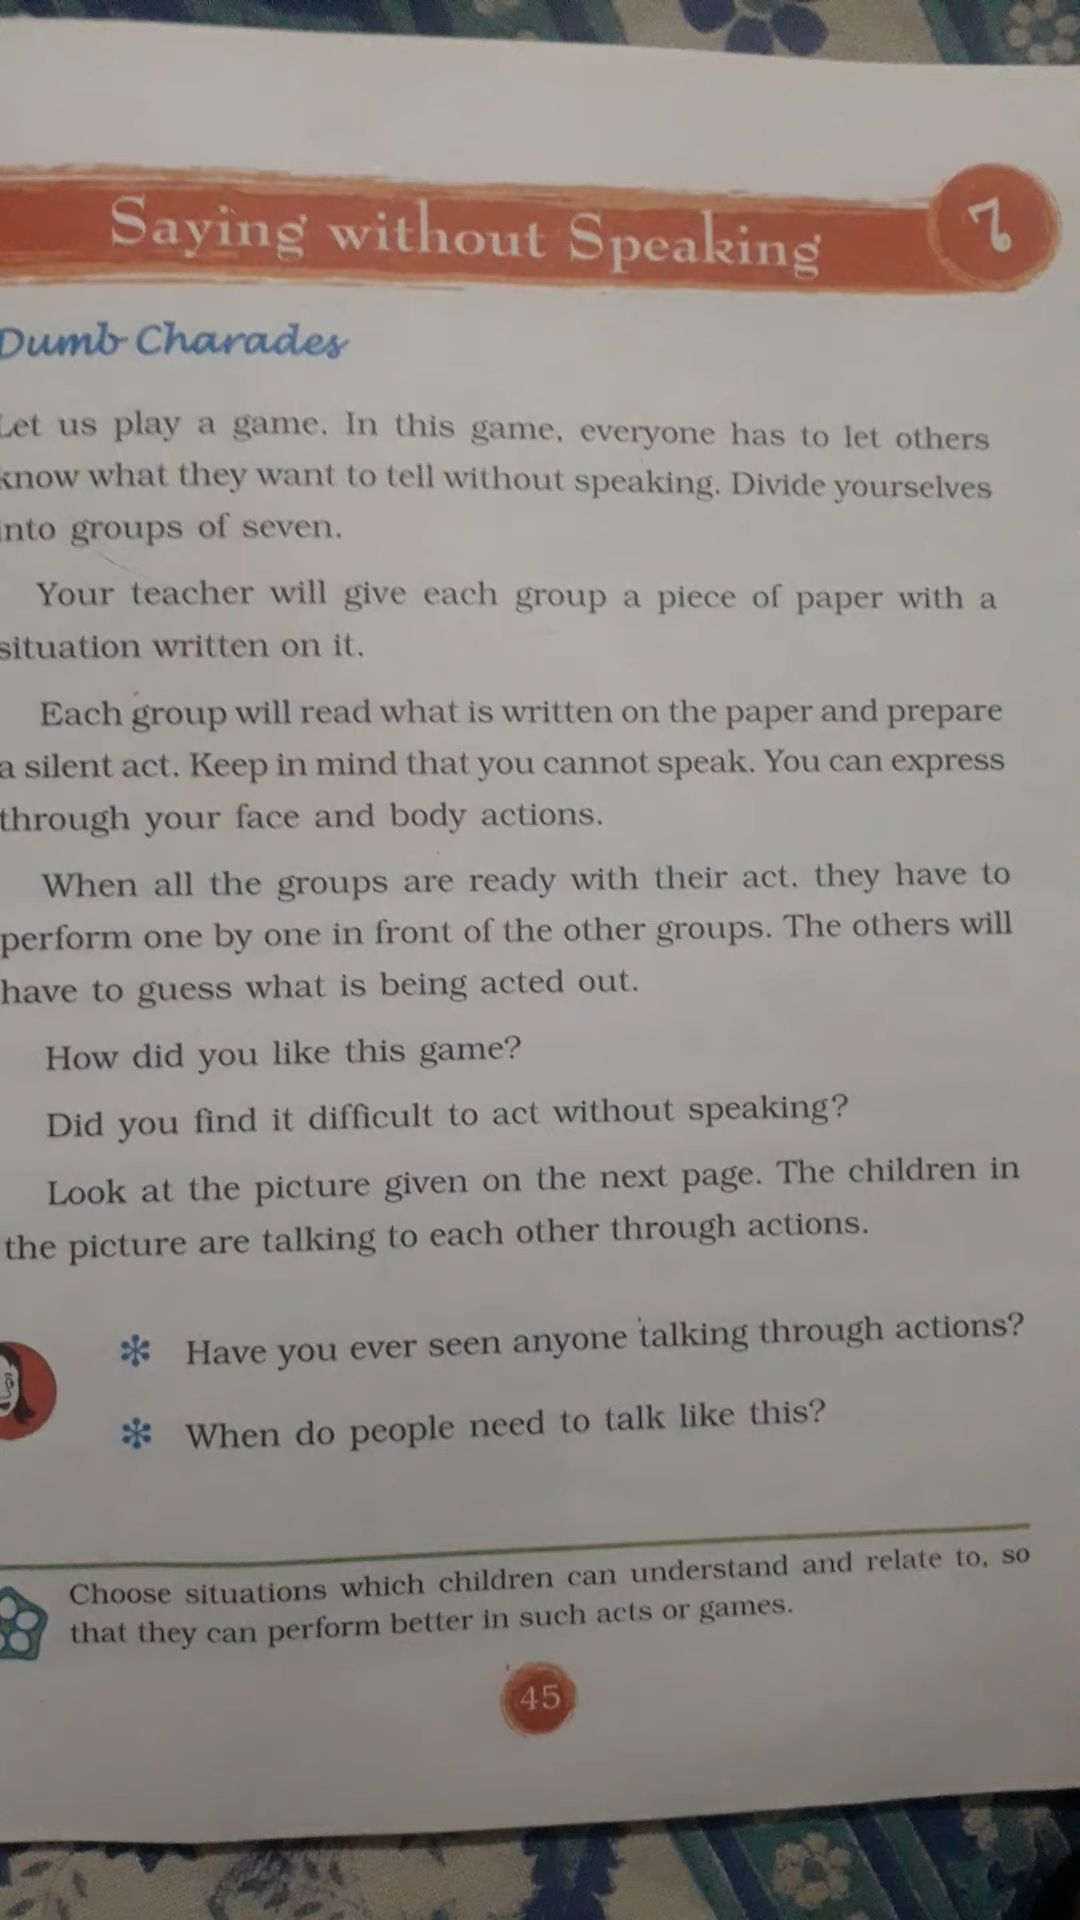 Saying without Speaking
7
Dumb Charades
Let us play a game. In this game, everyone has to let others
know what they want to tell without speaking. Divide yourselves
into groups of seven.
Your teacher will give each group a piece of paper with a
situation written on it.
Each group will read what is written on the paper and prepare
a silent act. Keep in mind that you cannot speak. You can express
through your face and body actions.
When all the groups are ready with their act, they have to
perform one by one in front of the other groups. The others will
have to guess what is being acted out.
How did you like this game?
Did you find it difficult to act without speaking?
Look at the picture given on the next page. The children in
the picture are talking to each other through actions.
Have you ever seen anyone talking through actions?
When do people need to talk like this?
Choose situations which children can understand and relate to, so
that they can perform better in such acts or games.
45